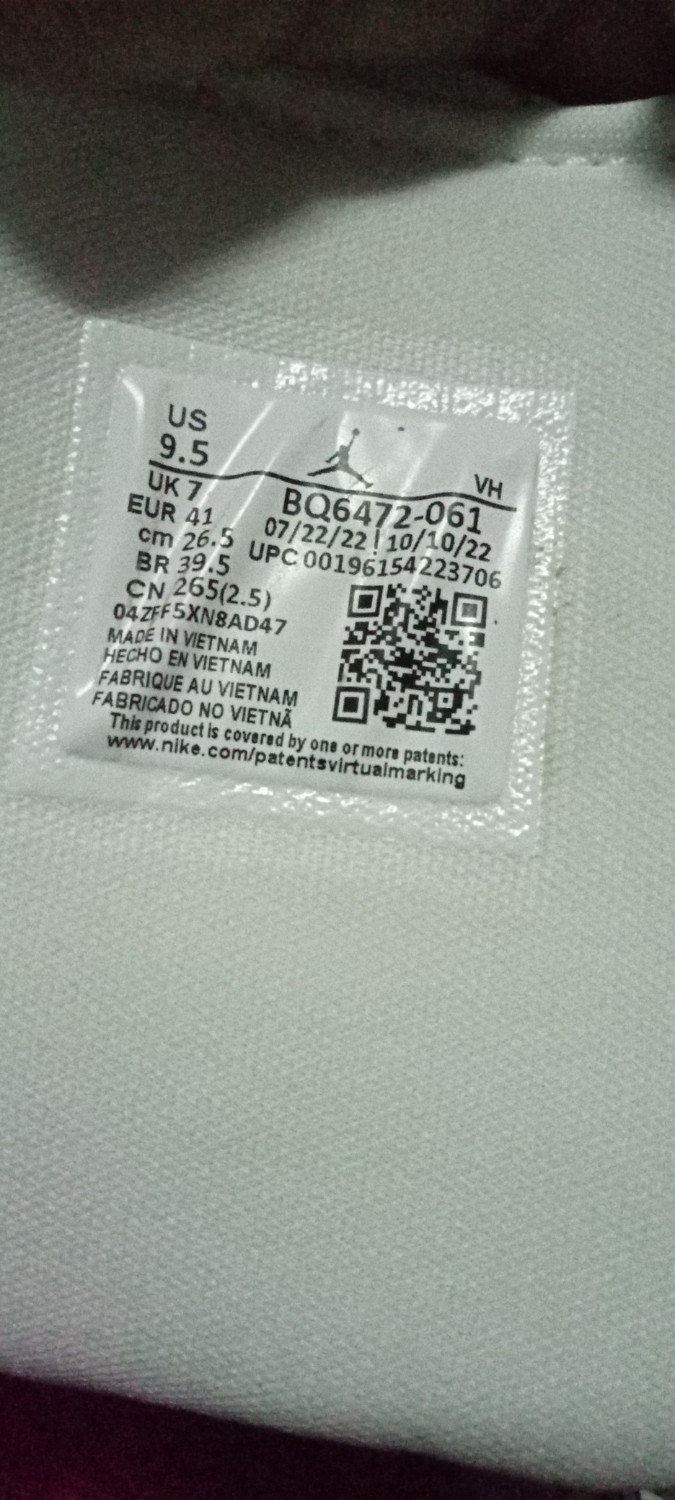 US
9.5
VH
UK 7
EUR 41
cm 26.5
BR 39.5
CN 265(2.5)
BQ6472-061
07/22/22 | 10/10/22
UPC 00196154223706
04ZFF5XN8AD47
MADE IN VIETNAM
HECHO EN VIETNAM
FABRIQUE AU VIETNAM
FABRICADO NO VIETNÃ
This product is covered by one or more patents:
www.nike.com/patentsvirtualmarking